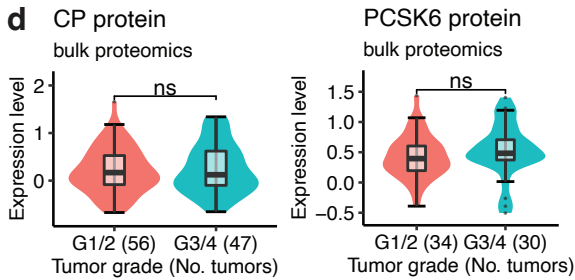 d
CP protein
bulk proteomics
Expression level
2
1
0
ns
G1/2 (56) G3/4 (47)
Tumor grade (No. tumors)
PCSK6 protein
bulk proteomics
Expression level
1.5
1.0
0.5
0.0
−0.5
ns
G1/2 (34) G3/4 (30)
Tumor grade (No. tumors)